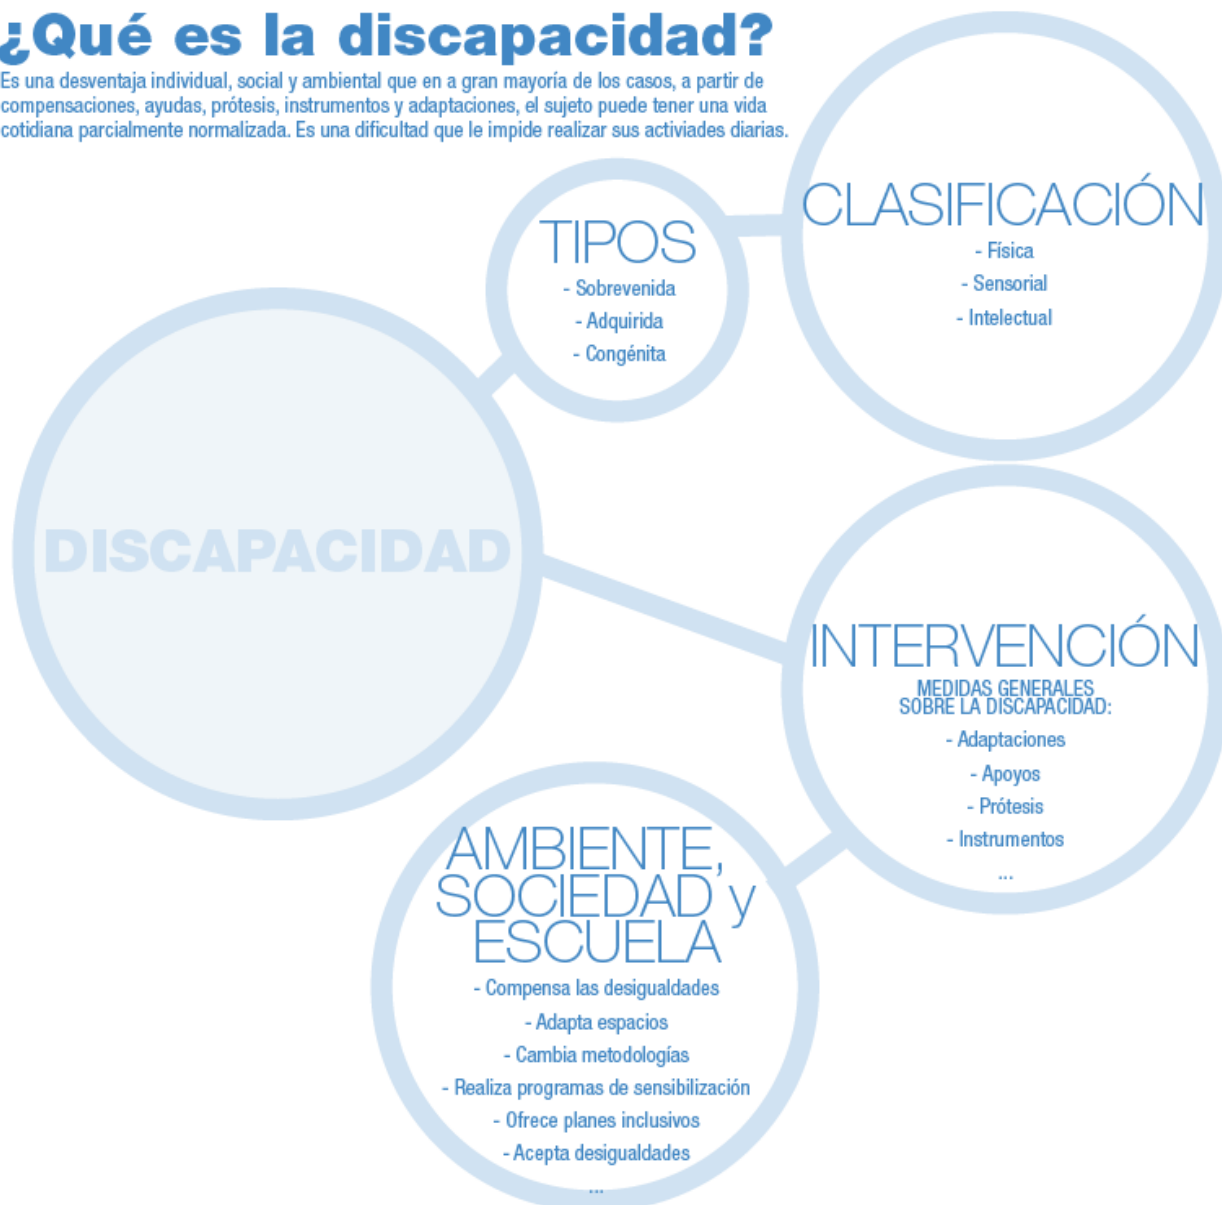 ¿Qué es la discapacidad?
Es una desventaja individual, social y ambiental que en a gran mayoría de los casos, a partir de
compensaciones, ayudas, prótesis, instrumentos y adaptaciones, el sujeto puede tener una vida
cotidiana parcialmente normalizada. Es una dificultad que le impide realizar sus activiades diarias.
TIPOS
- Sobrevenida
- Adquirida
- Congénita
CLASIFICACIÓN
- Física
- Sensorial
- Intelectual
DISCAPACIDAD
INTERVENCIÓN
MEDIDAS GENERALES
SOBRE LA DISCAPACIDAD:
- Adaptaciones
- Apoyos
- Prótesis
- Instrumentos
...
AMBIENTE,
SOCIEDAD y
ESCUELA
- Compensa las desigualdades
- Adapta espacios
- Cambia metodologías
- Realiza programas de sensibilización
- Ofrece planes inclusivos
- Acepta desigualdades
...